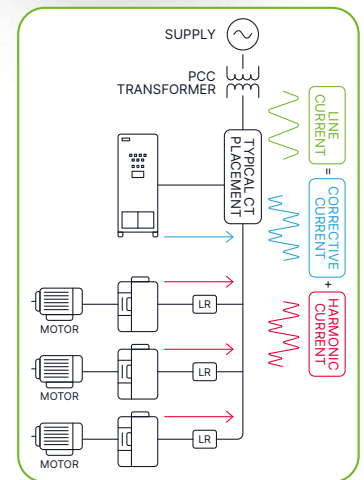 SUPPLY
PCC
TRANSFORMER
TYPICAL CT
PLACEMENT
LINE
CURRENT
=
CORRECTIVE
CURRENT
+
HARMONIC
CURRENT
LR
MOTOR
LR
MOTOR
LR
MOTOR